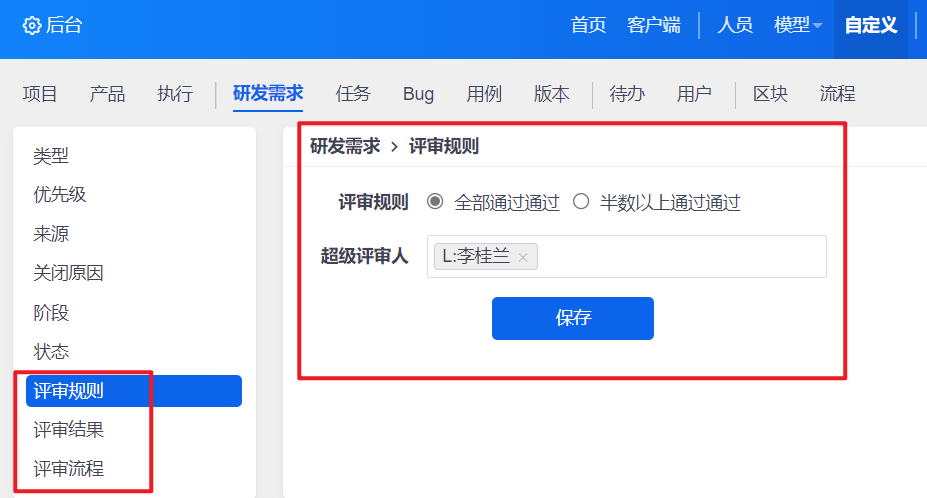 后台 首页 客户端 人员 模型 自定义
项目 产品 执行 研发需求 任务 Bug 用例 版本 待办 用户 区块 流程
类型
优先级
来源
关闭原因
阶段
状态
评审规则
评审结果
评审流程
研发需求 > 评审规则
评审规则 全部通过通过 半数以上通过通过
超级评审人 L:李桂兰 ×
保存